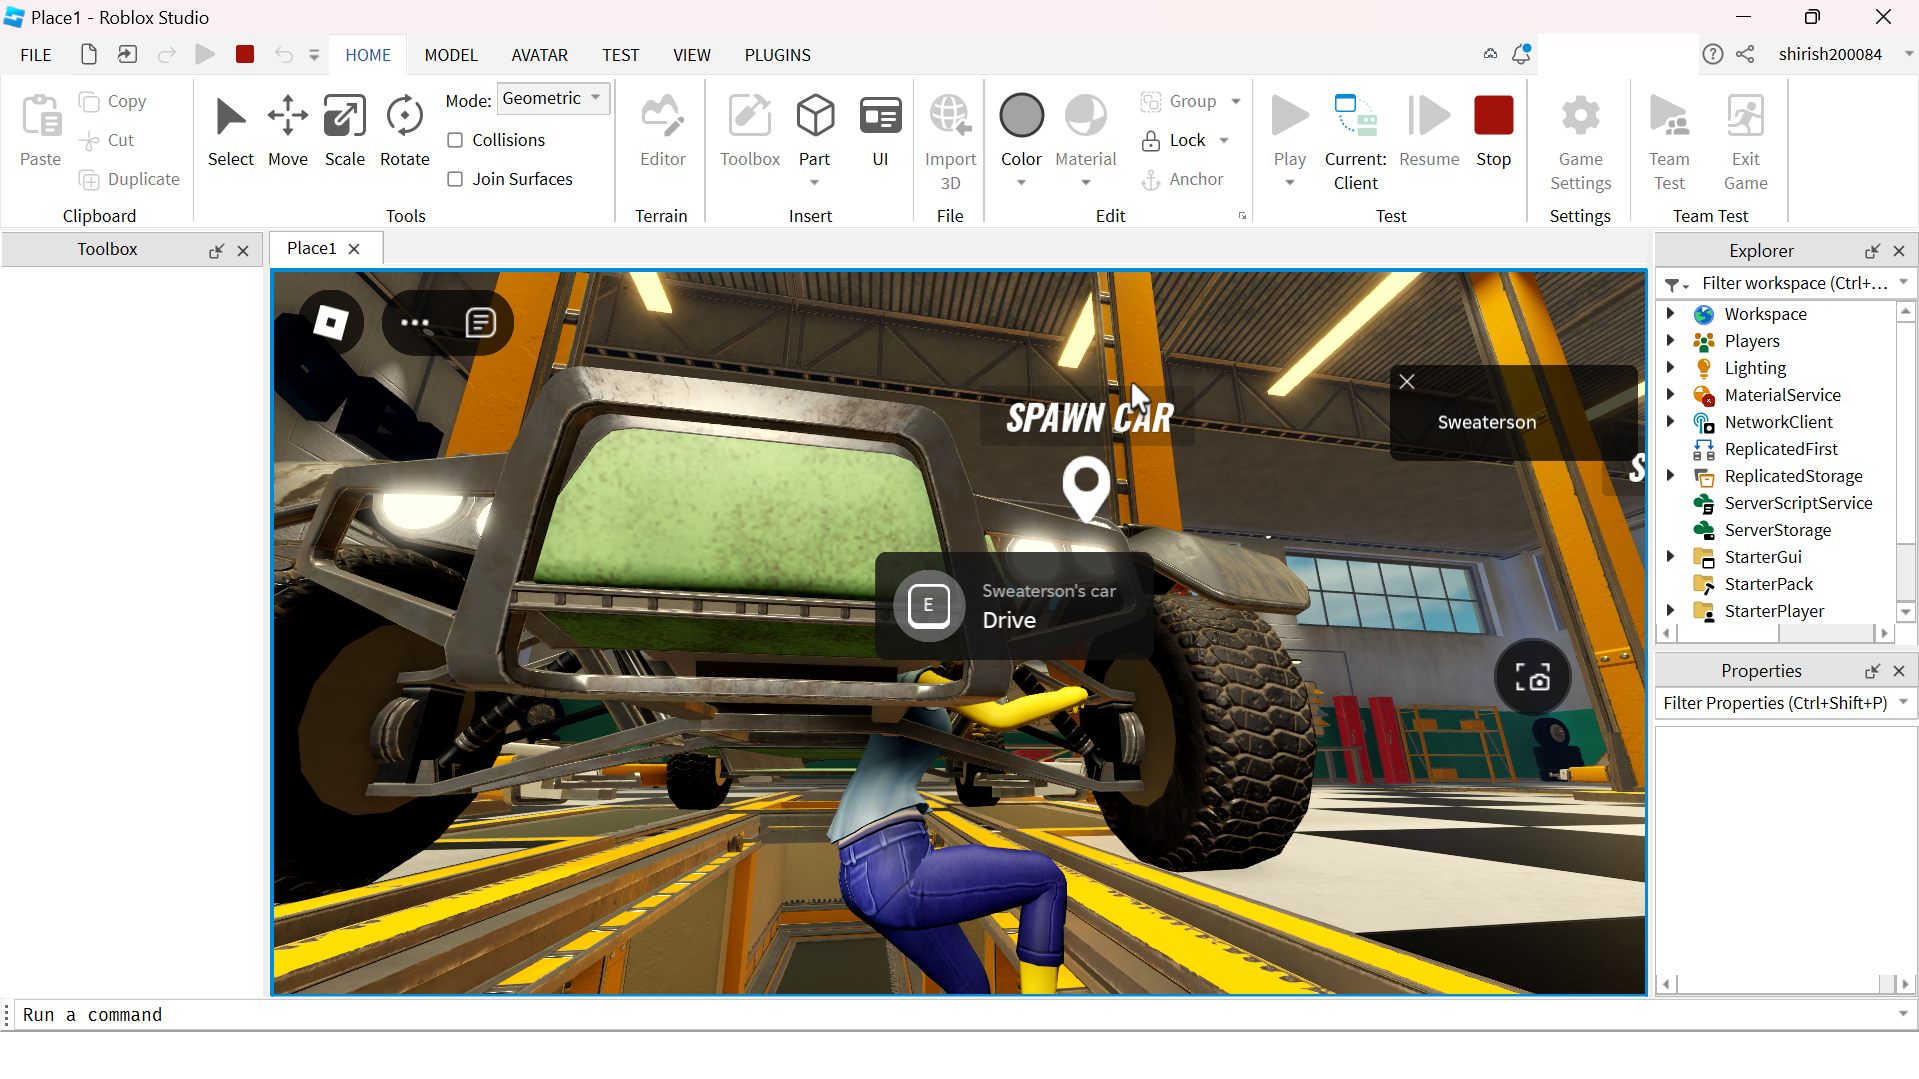 Place1 - Roblox Studio
FILE
HOME
MODEL
AVATAR
TEST
VIEW
PLUGINS
shirish200084
Paste
Copy
Cut
Duplicate
Clipboard
Select
Move
Scale
Rotate
Mode: Geometric
Collisions
Join Surfaces
Tools
Editor
Terrain
Toolbox
Part
UI
Insert
Import
3D
File
Color
Material
Group
Lock
Anchor
Edit
Play
Current:
Client
Resume
Stop
Test
Game
Settings
Settings
Team
Test
Exit
Game
Team Test
Toolbox
Place1
SPAWN CAR
Sweaterson
S
E
Sweaterson's car
Drive
Explorer
Filter workspace (Ctrl+...
Workspace
Players
Lighting
MaterialService
NetworkClient
ReplicatedFirst
ReplicatedStorage
ServerScriptService
ServerStorage
StarterGui
StarterPack
StarterPlayer
Properties
Filter Properties (Ctrl+Shift+P)
Run a command